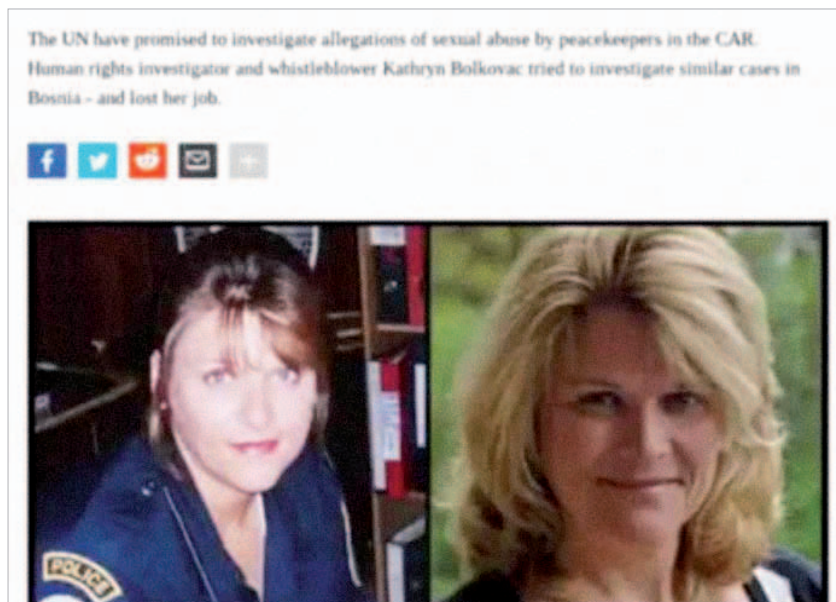 The UN have promised to investigate allegations of sexual abuse by peacekeepers in the CAR.
Human rights investigator and whistleblower Kathryn Bolkovac tried to investigate similar cases in
Bosnia - and lost her job.
POLICE